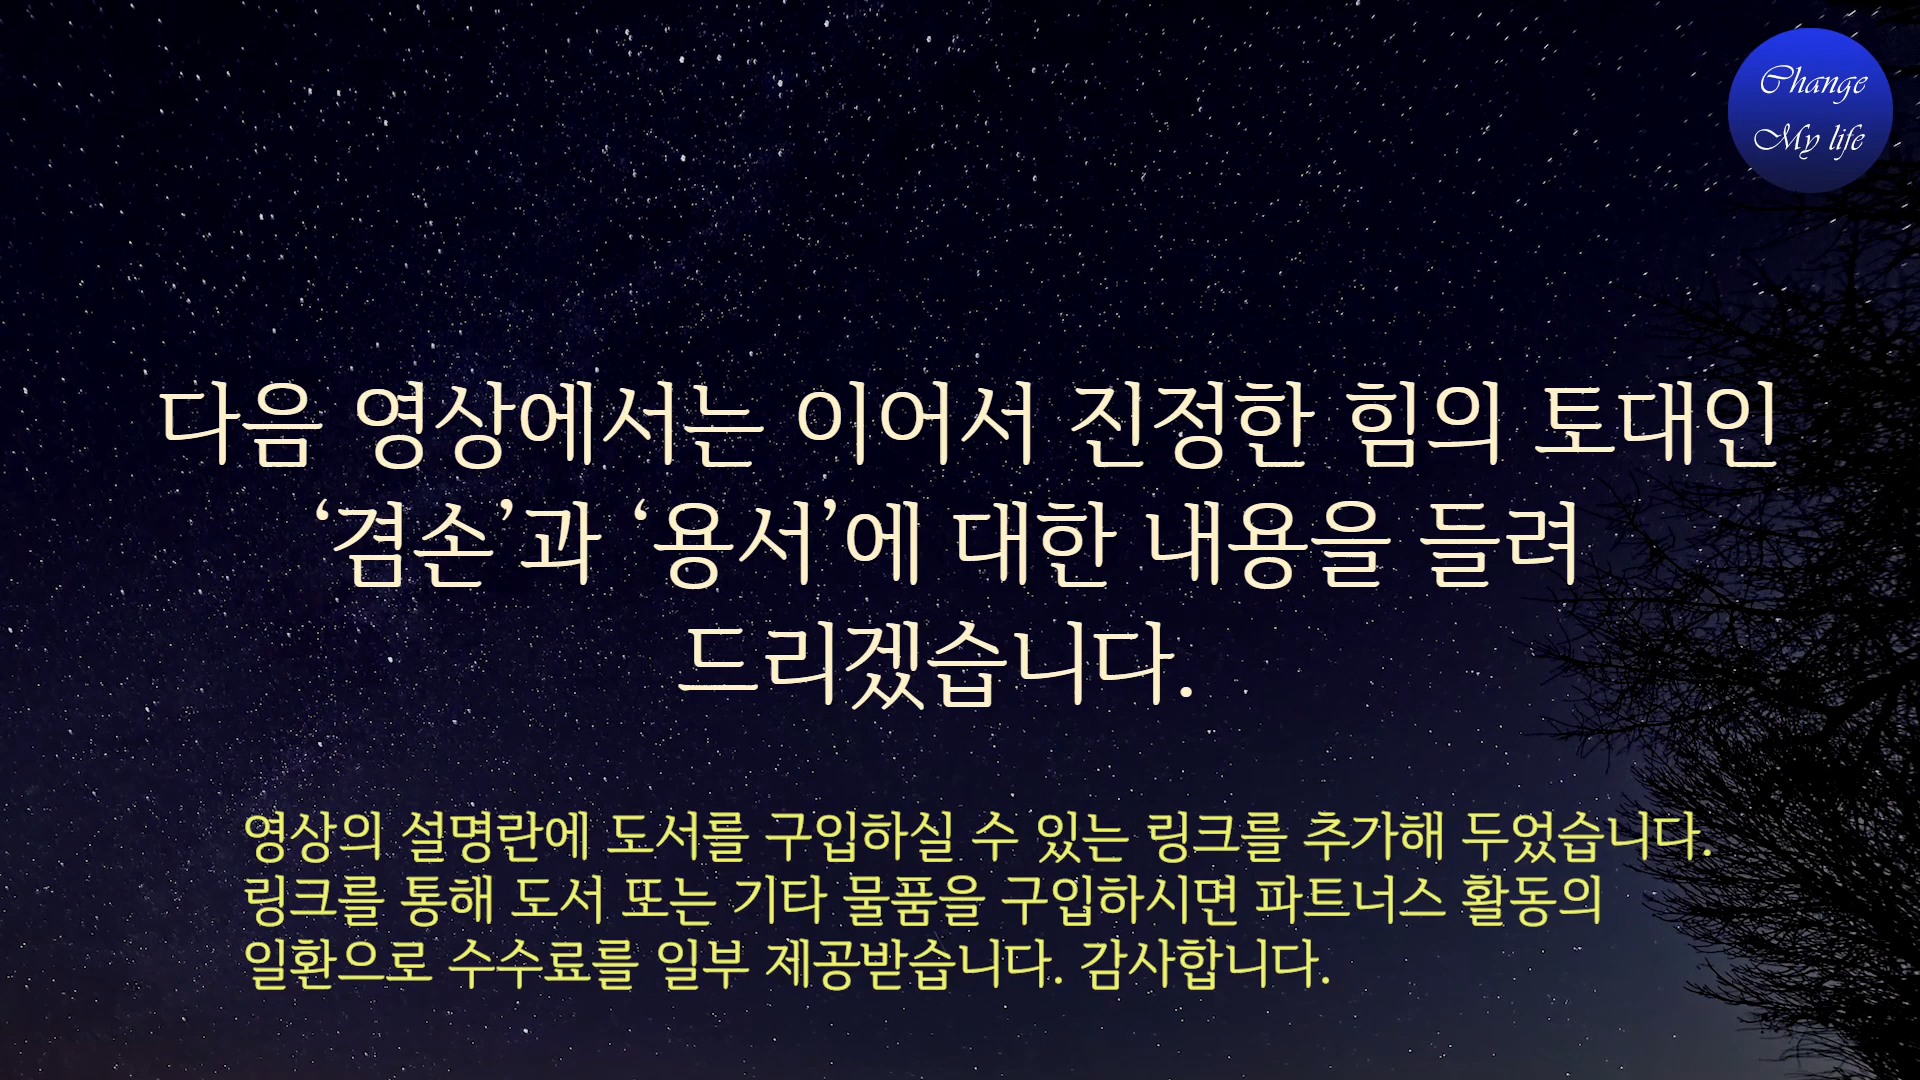 Change
My life
다음 영상에서는 이어서 진정한 힘의 토대인
‘겸손’과 ‘용서’에 대한 내용을 들려
드리겠습니다.
영상의 설명란에 도서를 구입하실 수 있는 링크를 추가해 두었습니다.
링크를 통해 도서 또는 기타 물품을 구입하시면 파트너스 활동의
일환으로 수수료를 일부 제공받습니다. 감사합니다.